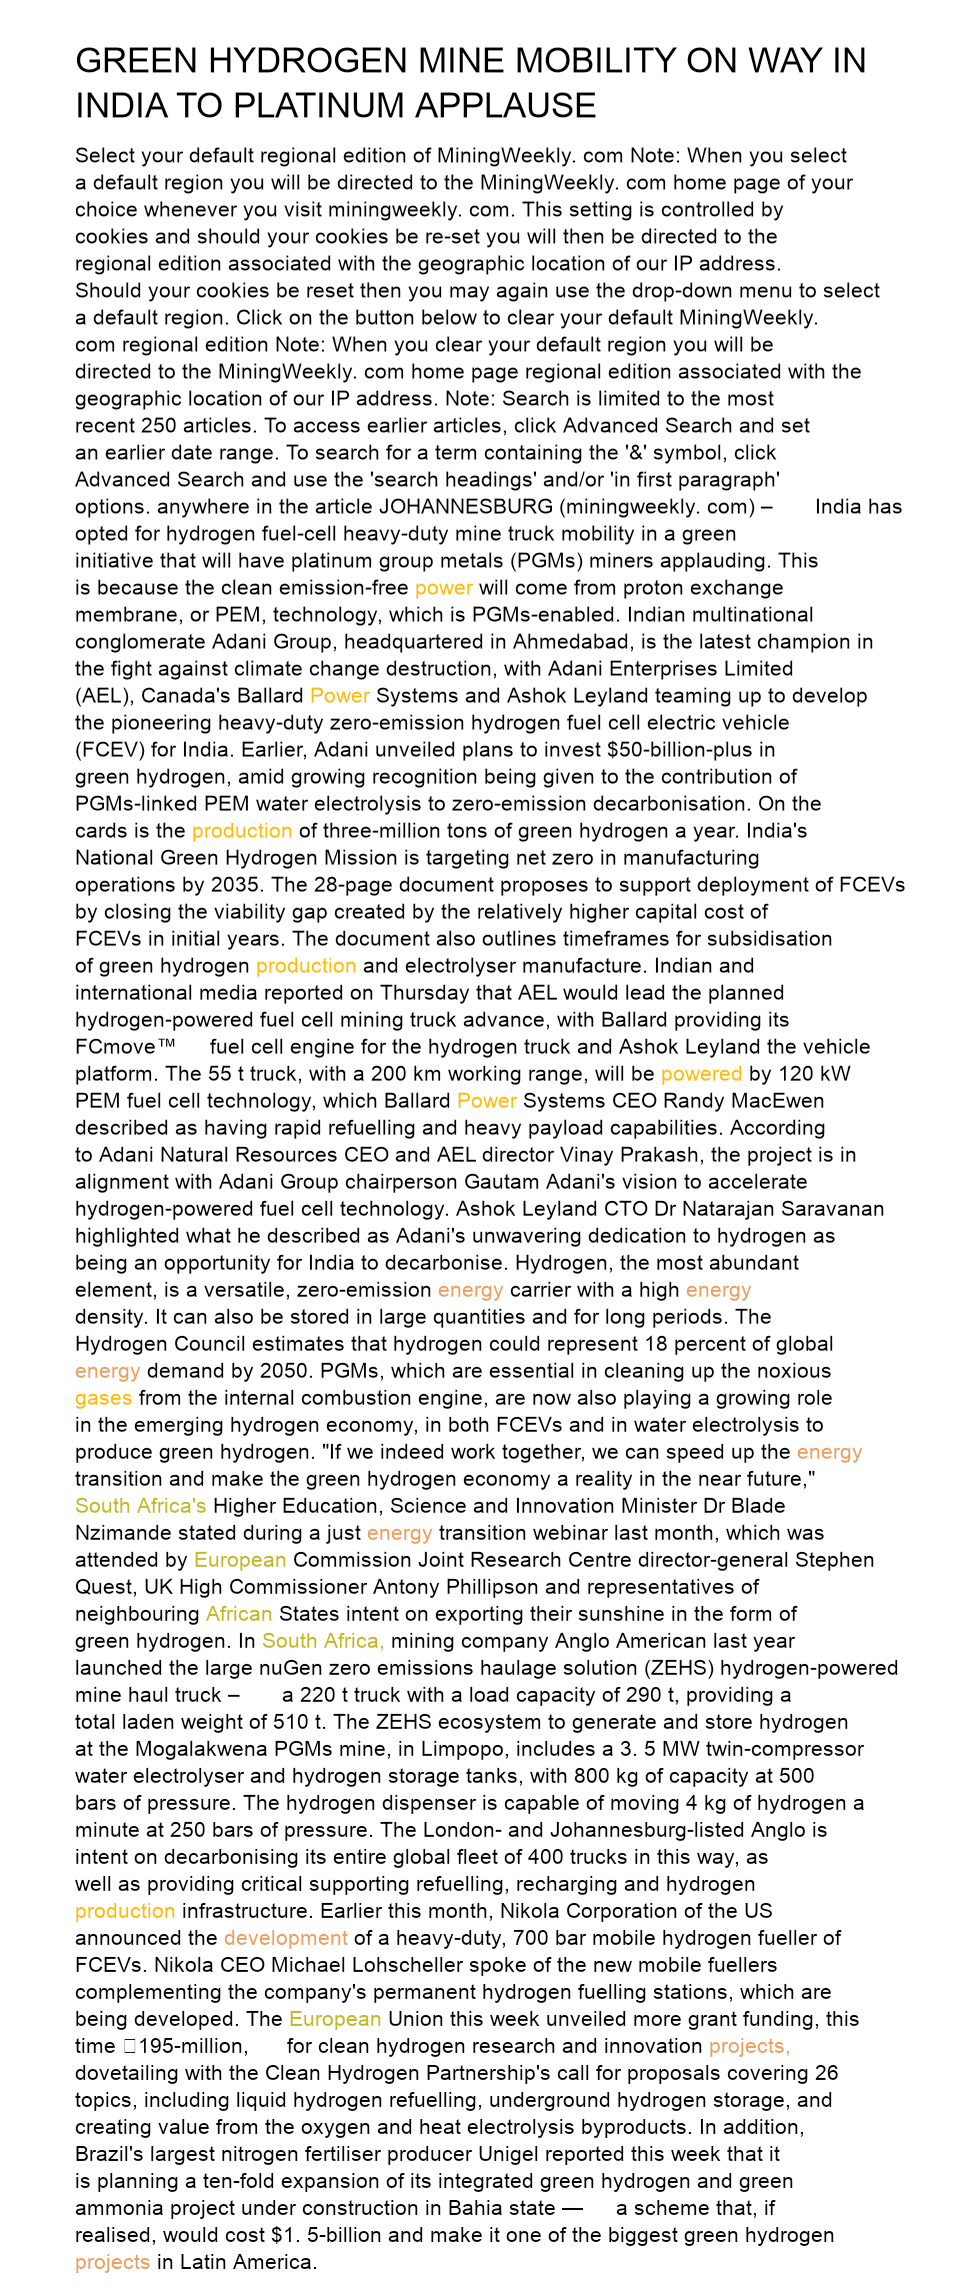 GREEN HYDROGEN MINE MOBILITY ON WAY IN
INDIA TO PLATINUM APPLAUSE
Select your default regional edition of MiningWeekly. com Note: When you select
a default region you will be directed to the MiningWeekly. com home page of your
choice whenever you visit miningweekly. com. This setting is controlled by
cookies and should your cookies be re-set you will then be directed to the
regional edition associated with the geographic location of our IP address.
Should your cookies be reset then you may again use the drop-down menu to select
a default region. Click on the button below to clear your default MiningWeekly.
com regional edition Note: When you clear your default region you will be
directed to the MiningWeekly. com home page regional edition associated with the
geographic location of our IP address. Note: Search is limited to the most
recent 250 articles. To access earlier articles, click Advanced Search and set
an earlier date range. To search for a term containing the '&' symbol, click
Advanced Search and use the 'search headings' and/or 'in first paragraph'
options. anywhere in the article JOHANNESBURG (miningweekly. com) – India has
opted for hydrogen fuel-cell heavy-duty mine truck mobility in a green
initiative that will have platinum group metals (PGMs) miners applauding. This
is because the clean emission-free power will come from proton exchange
membrane, or PEM, technology, which is PGMs-enabled. Indian multinational
conglomerate Adani Group, headquartered in Ahmedabad, is the latest champion in
the fight against climate change destruction, with Adani Enterprises Limited
(AEL), Canada's Ballard Power Systems and Ashok Leyland teaming up to develop
the pioneering heavy-duty zero-emission hydrogen fuel cell electric vehicle
(FCEV) for India. Earlier, Adani unveiled plans to invest $50-billion-plus in
green hydrogen, amid growing recognition being given to the contribution of
PGMs-linked PEM water electrolysis to zero-emission decarbonisation. On the
cards is the production of three-million tons of green hydrogen a year. India's
National Green Hydrogen Mission is targeting net zero in manufacturing
operations by 2035. The 28-page document proposes to support deployment of FCEVs
by closing the viability gap created by the relatively higher capital cost of
FCEVs in initial years. The document also outlines timeframes for subsidisation
of green hydrogen production and electrolyser manufacture. Indian and
international media reported on Thursday that AEL would lead the planned
hydrogen-powered fuel cell mining truck advance, with Ballard providing its
FCmove™ fuel cell engine for the hydrogen truck and Ashok Leyland the vehicle
platform. The 55 t truck, with a 200 km working range, will be powered by 120 kW
PEM fuel cell technology, which Ballard Power Systems CEO Randy MacEwen
described as having rapid refuelling and heavy payload capabilities. According
to Adani Natural Resources CEO and AEL director Vinay Prakash, the project is in
alignment with Adani Group chairperson Gautam Adani's vision to accelerate
hydrogen-powered fuel cell technology. Ashok Leyland CTO Dr Natarajan Saravanan
highlighted what he described as Adani's unwavering dedication to hydrogen as
being an opportunity for India to decarbonise. Hydrogen, the most abundant
element, is a versatile, zero-emission energy carrier with a high energy
density. It can also be stored in large quantities and for long periods. The
Hydrogen Council estimates that hydrogen could represent 18 percent of global
energy demand by 2050. PGMs, which are essential in cleaning up the noxious
gases from the internal combustion engine, are now also playing a growing role
in the emerging hydrogen economy, in both FCEVs and in water electrolysis to
produce green hydrogen. "If we indeed work together, we can speed up the energy
transition and make the green hydrogen economy a reality in the near future,"
South Africa's Higher Education, Science and Innovation Minister Dr Blade
Nzimande stated during a just energy transition webinar last month, which was
attended by European Commission Joint Research Centre director-general Stephen
Quest, UK High Commissioner Antony Phillipson and representatives of
neighbouring African States intent on exporting their sunshine in the form of
green hydrogen. In South Africa, mining company Anglo American last year
launched the large nuGen zero emissions haulage solution (ZEHS) hydrogen-powered
mine haul truck – a 220 t truck with a load capacity of 290 t, providing a
total laden weight of 510 t. The ZEHS ecosystem to generate and store hydrogen
at the Mogalakwena PGMs mine, in Limpopo, includes a 3. 5 MW twin-compressor
water electrolyser and hydrogen storage tanks, with 800 kg of capacity at 500
bars of pressure. The hydrogen dispenser is capable of moving 4 kg of hydrogen a
minute at 250 bars of pressure. The London- and Johannesburg-listed Anglo is
intent on decarbonising its entire global fleet of 400 trucks in this way, as
well as providing critical supporting refuelling, recharging and hydrogen
production infrastructure. Earlier this month, Nikola Corporation of the US
announced the development of a heavy-duty, 700 bar mobile hydrogen fueller of
FCEVs. Nikola CEO Michael Lohscheller spoke of the new mobile fuellers
complementing the company's permanent hydrogen fuelling stations, which are
being developed. The European Union this week unveiled more grant funding, this
time 195-million, for clean hydrogen research and innovation projects,
dovetailing with the Clean Hydrogen Partnership's call for proposals covering 26
topics, including liquid hydrogen refuelling, underground hydrogen storage, and
creating value from the oxygen and heat electrolysis byproducts. In addition,
Brazil's largest nitrogen fertiliser producer Unigel reported this week that it
is planning a ten-fold expansion of its integrated green hydrogen and green
ammonia project under construction in Bahia state — a scheme that, if
realised, would cost $1. 5-billion and make it one of the biggest green hydrogen
projects in Latin America.